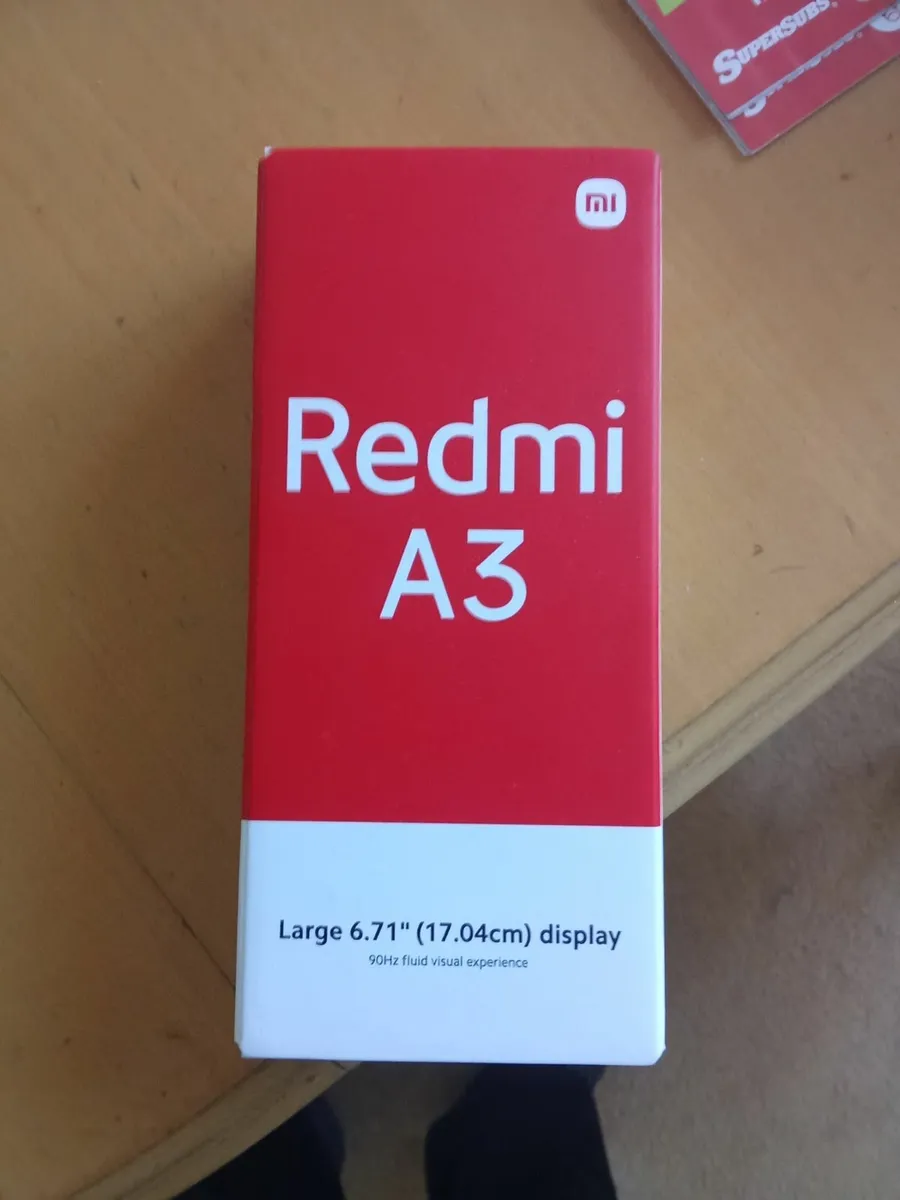 SUPERSUBS.
mi
Redmi
A3
Large 6.71" (17.04cm) display
90Hz fluid visual experience